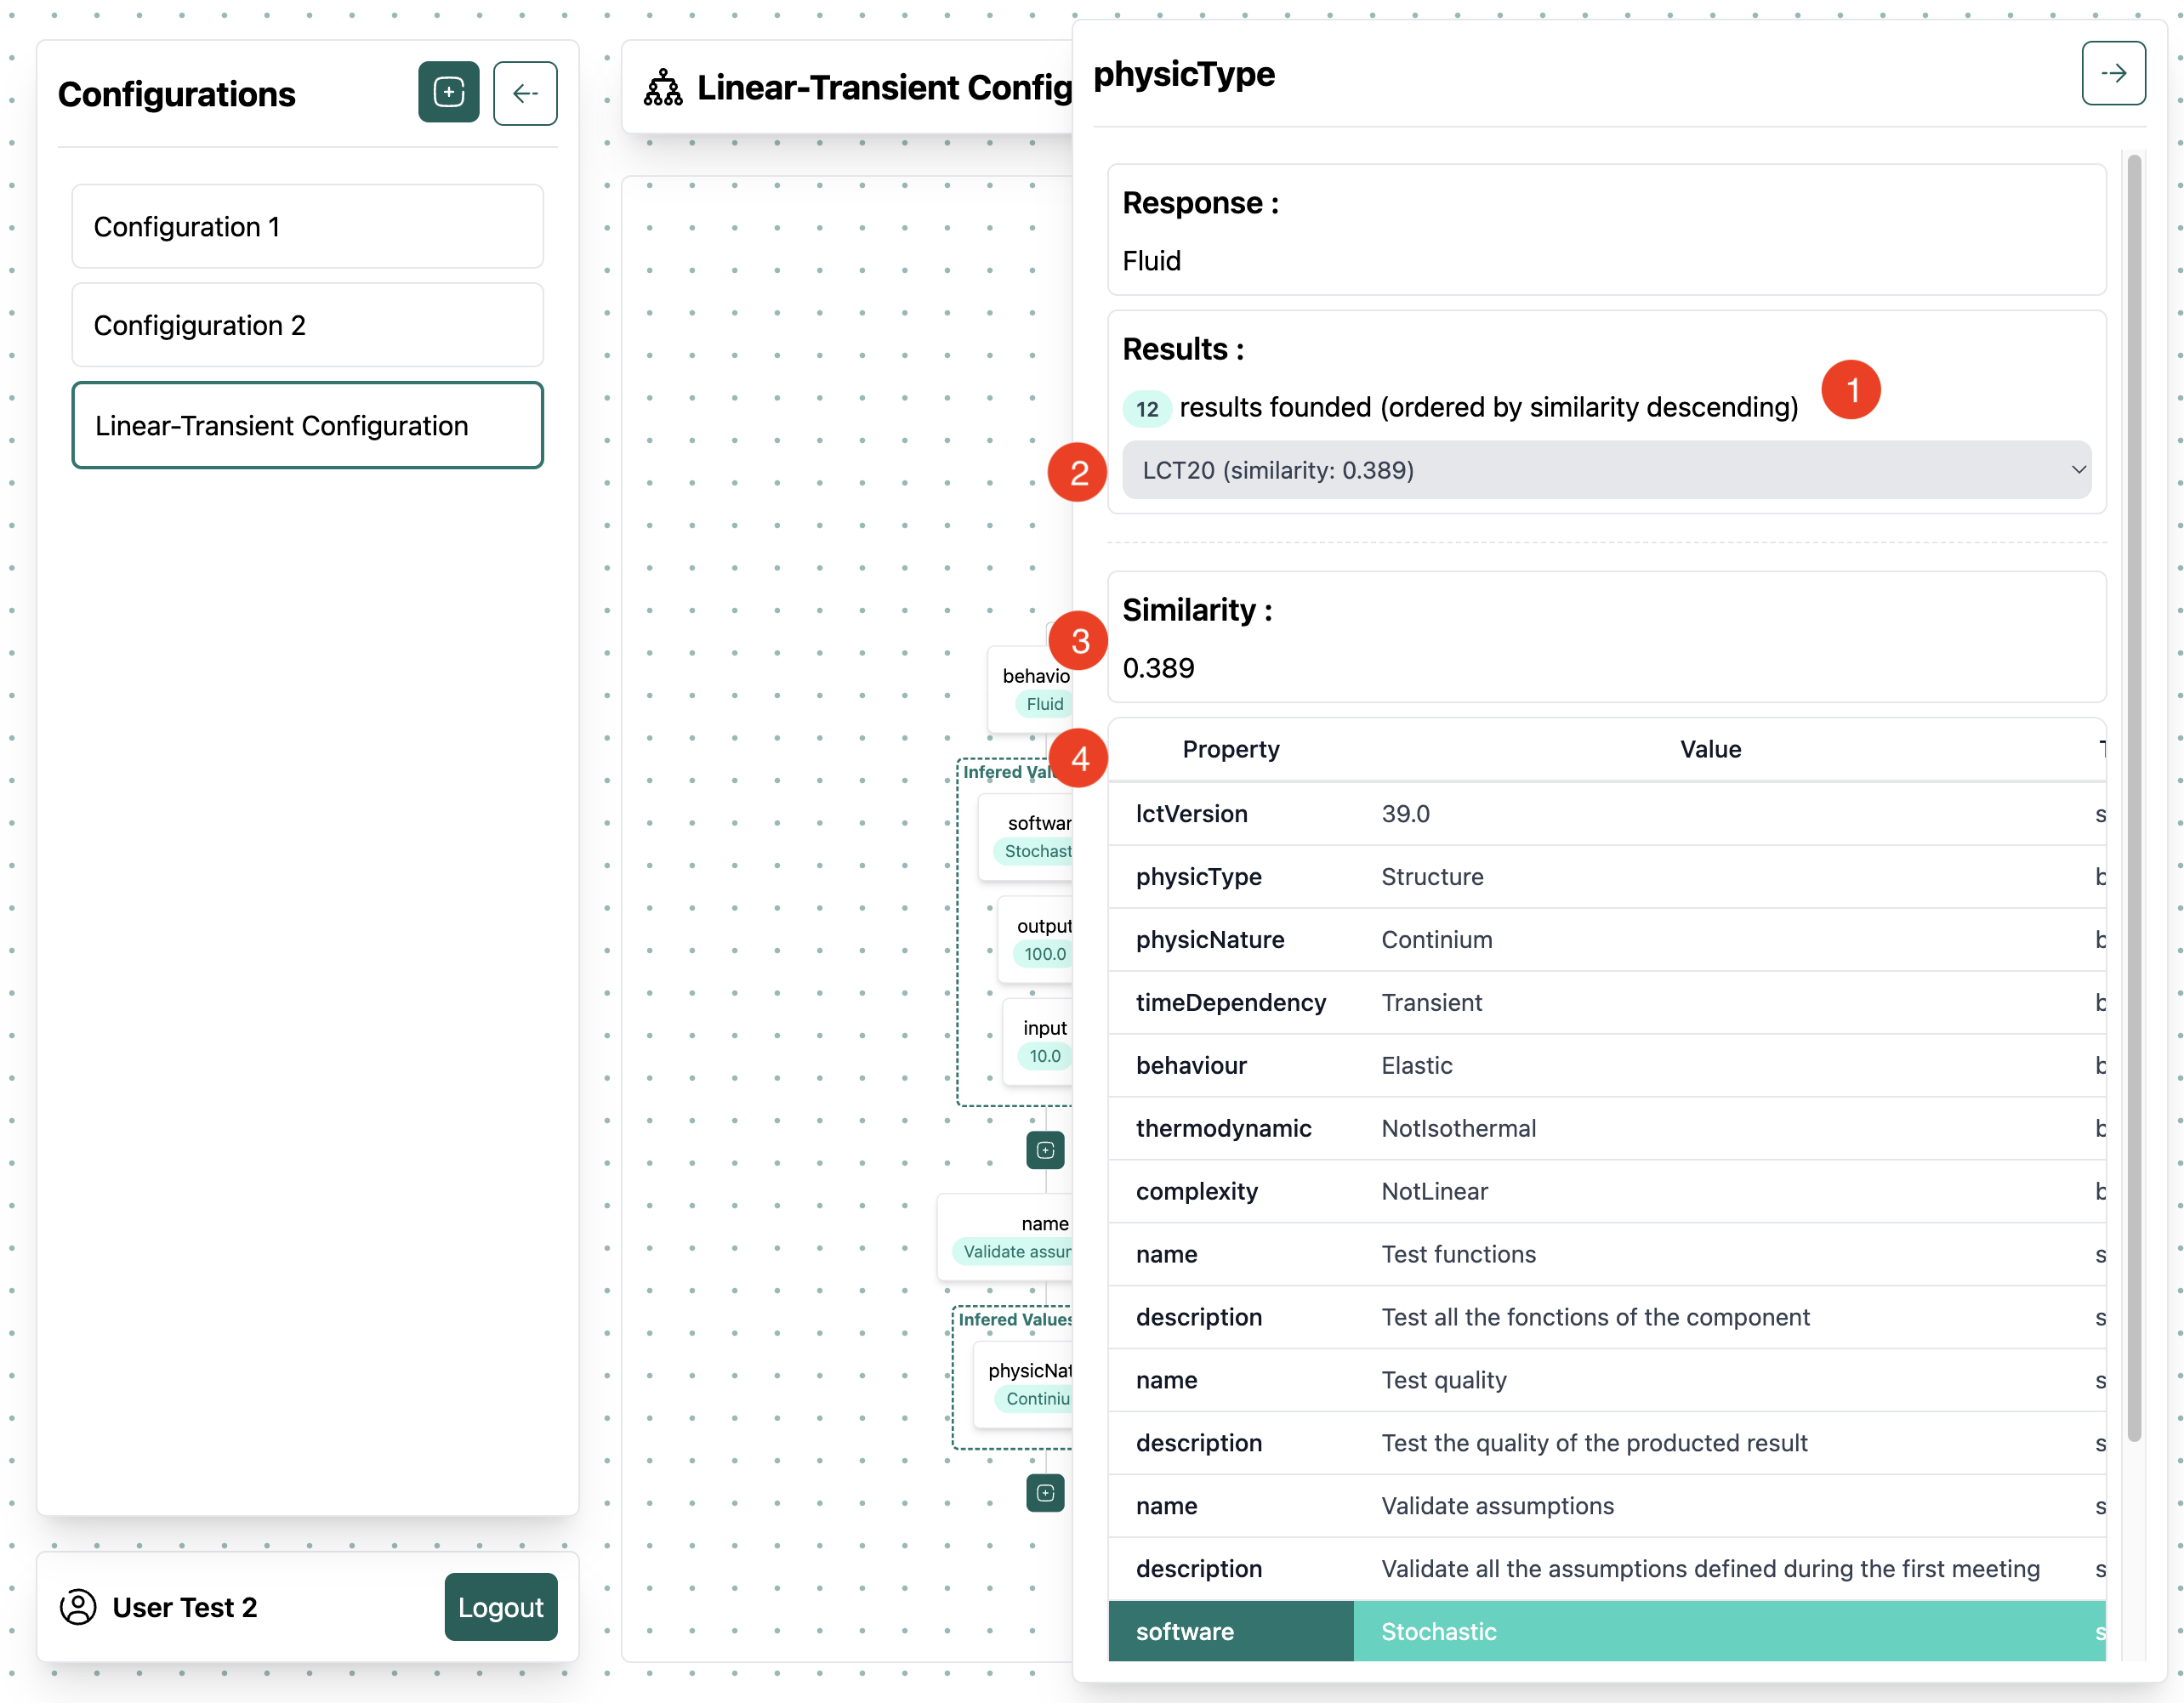 Configurations
Configuration 1
Configiguration 2
Linear-Transient Configuration
User Test 2
Logout
Linear-Transient Config
behavio
Fluid
Infered Val
softwar
Stochast
output
100.0
input
10.0
name
Validate assur
Infered Values
physicNat
Continiu
physicType
Response :
Fluid
Results :
12 results founded (ordered by similarity descending)
1
2
LCT20 (similarity: 0.389)
3
Similarity :
0.389
4
Property Value
lctVersion 39.0 s
physicType Structure b
physicNature Continium b
timeDependency Transient b
behaviour Elastic b
thermodynamic NotIsothermal b
complexity NotLinear b
name Test functions s
description Test all the fonctions of the component s
name Test quality s
description Test the quality of the producted result s
name Validate assumptions s
description Validate all the assumptions defined during the first meeting s
software Stochastic s